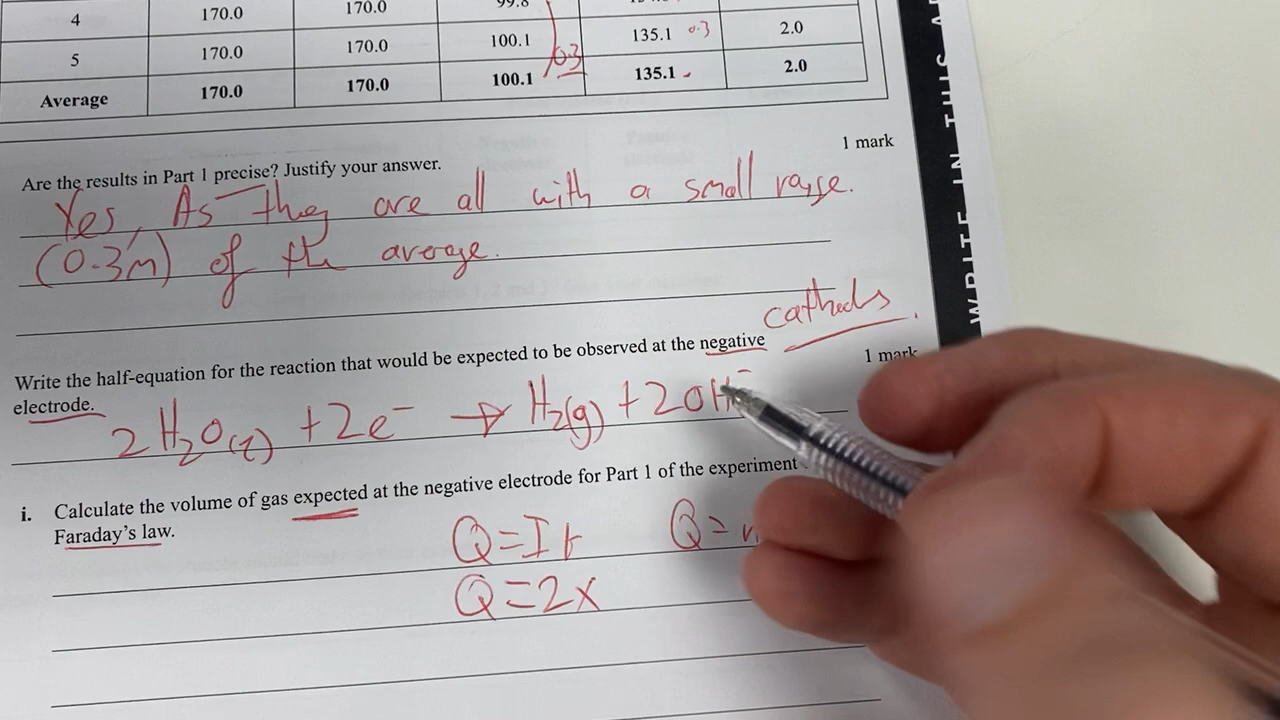 4 170.0 170.0 99.8
5 170.0 170.0 100.1 135.1 0.3 2.0
0.3
Average 170.0 170.0 100.1 135.1 2.0
1 mark
Are the results in Part 1 precise? Justify your answer.
Yes, As they are all with a small range.
(0.3m) of the average.
cathode
Write the half-equation for the reaction that would be expected to be observed at the negative
1 mark
electrode.
2H₂O(l) + 2e⁻ → H₂(g) + 2OH⁻
i. Calculate the volume of gas expected at the negative electrode for Part 1 of the experiment
Faraday's law.
Q=It Q=
Q=2x
WRITE IN THIS A